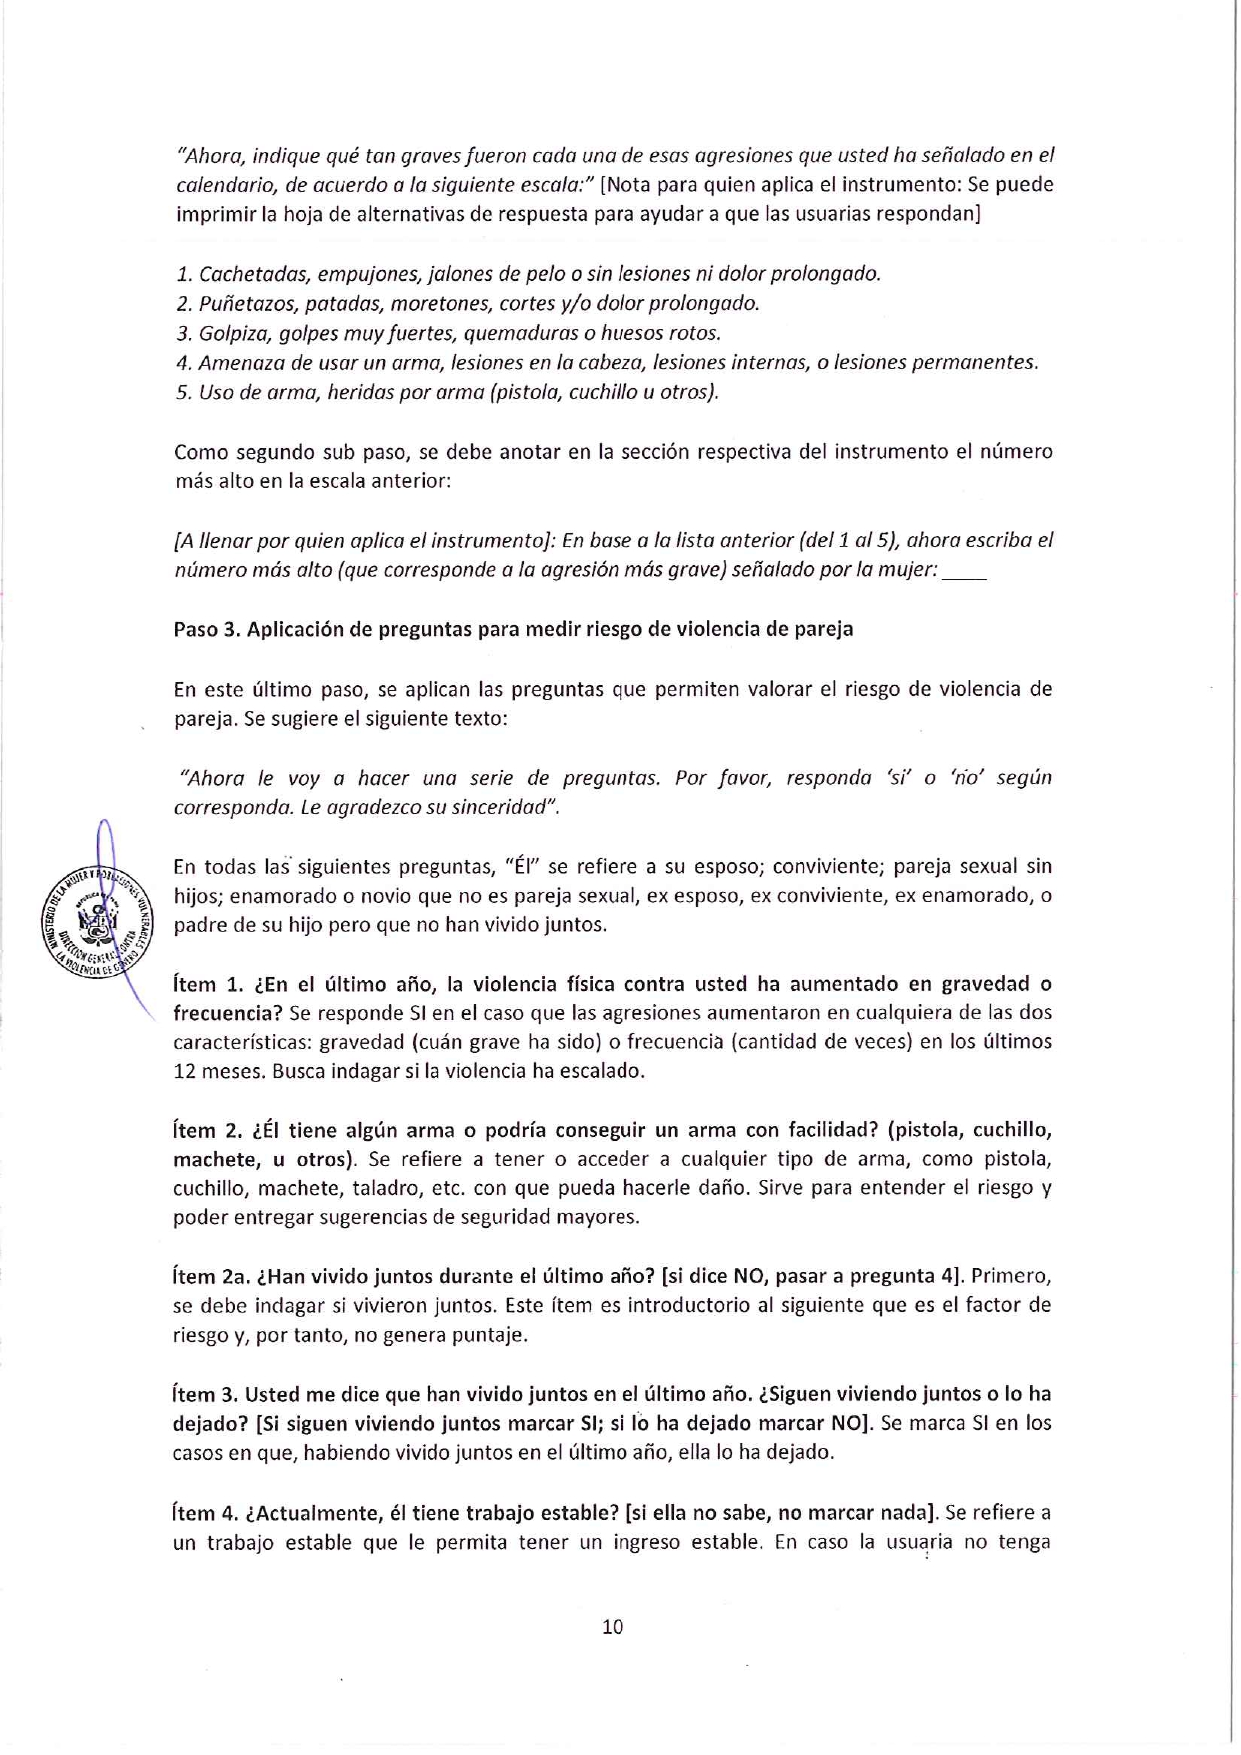 "Ahora, indique qué tan graves fueron cada una de esas agresiones que usted ha señalado en el
calendario, de acuerdo a la siguiente escala:" [Nota para quien aplica el instrumento: Se puede
imprimir la hoja de alternativas de respuesta para ayudar a que las usuarias respondan]
1. Cachetadas, empujones, jalones de pelo o sin lesiones ni dolor prolongado.
2. Puñetazos, patadas, moretones, cortes y/o dolor prolongado.
3. Golpiza, golpes muy fuertes, quemaduras o huesos rotos.
4. Amenaza de usar un arma, lesiones en la cabeza, lesiones internas, o lesiones permanentes.
5. Uso de arma, heridas por arma (pistola, cuchillo u otros).
Como segundo sub paso, se debe anotar en la sección respectiva del instrumento el número
más alto en la escala anterior:
[A llenar por quien aplica el instrumento]: En base a la lista anterior (del 1 al 5), ahora escriba el
número más alto (que corresponde a la agresión más grave) señalado por la mujer: ____
Paso 3. Aplicación de preguntas para medir riesgo de violencia de pareja
En este último paso, se aplican las preguntas que permiten valorar el riesgo de violencia de
pareja. Se sugiere el siguiente texto:
"Ahora le voy a hacer una serie de preguntas. Por favor, responda 'si' o 'no' según
corresponda. Le agradezco su sinceridad".
En todas las siguientes preguntas, "Él" se refiere a su esposo; conviviente; pareja sexual sin
hijos; enamorado o novio que no es pareja sexual, ex esposo, ex conviviente, ex enamorado, o
padre de su hijo pero que no han vivido juntos.
MINISTERIO DE LA MUJER Y POBLACIONES VULNERABLES
DIRECCIÓN GENERAL CONTRA
LA VIOLENCIA DE GÉNERO
Ítem 1. ¿En el último año, la violencia física contra usted ha aumentado en gravedad o
frecuencia? Se responde SI en el caso que las agresiones aumentaron en cualquiera de las dos
características: gravedad (cuán grave ha sido) o frecuencia (cantidad de veces) en los últimos
12 meses. Busca indagar si la violencia ha escalado.
Ítem 2. ¿Él tiene algún arma o podría conseguir un arma con facilidad? (pistola, cuchillo,
machete, u otros). Se refiere a tener o acceder a cualquier tipo de arma, como pistola,
cuchillo, machete, taladro, etc. con que pueda hacerle daño. Sirve para entender el riesgo y
poder entregar sugerencias de seguridad mayores.
Ítem 2a. ¿Han vivido juntos durante el último año? [si dice NO, pasar a pregunta 4]. Primero,
se debe indagar si vivieron juntos. Este ítem es introductorio al siguiente que es el factor de
riesgo y, por tanto, no genera puntaje.
Ítem 3. Usted me dice que han vivido juntos en el último año. ¿Siguen viviendo juntos o lo ha
dejado? [Si siguen viviendo juntos marcar SI; si lo ha dejado marcar NO]. Se marca SI en los
casos en que, habiendo vivido juntos en el último año, ella lo ha dejado.
Ítem 4. ¿Actualmente, él tiene trabajo estable? [si ella no sabe, no marcar nada]. Se refiere a
un trabajo estable que le permita tener un ingreso estable. En caso la usuaria no tenga
10